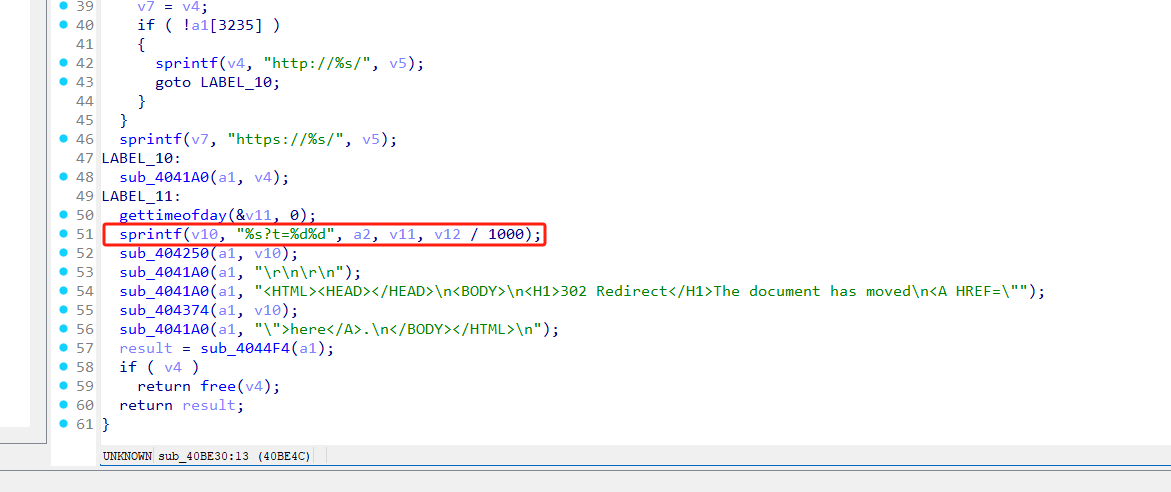 39 v7 = v4;
40 if ( !a1[3235] )
41 {
42 sprintf(v4, "http://%s/", v5);
43 goto LABEL_10;
44 }
45 }
46 sprintf(v7, "https://%s/", v5);
47 LABEL_10:
48 sub_4041A0(a1, v4);
49 LABEL_11:
50 gettimeofday(&v11, 0);
51 sprintf(v10, "%s?t=%d%d", a2, v11, v12 / 1000);
52 sub_404250(a1, v10);
53 sub_4041A0(a1, "\r\n\r\n");
54 sub_4041A0(a1, "<HTML><HEAD></HEAD>\n<BODY>\n<H1>302 Redirect</H1>The document has moved\n<A HREF=\"");
55 sub_404374(a1, v10);
56 sub_4041A0(a1, "\">here</A>.\n</BODY></HTML>\n");
57 result = sub_4044F4(a1);
58 if ( v4 )
59 return free(v4);
60 return result;
61 }
UNKNOWN sub_40BE30:13 (40BE4C)